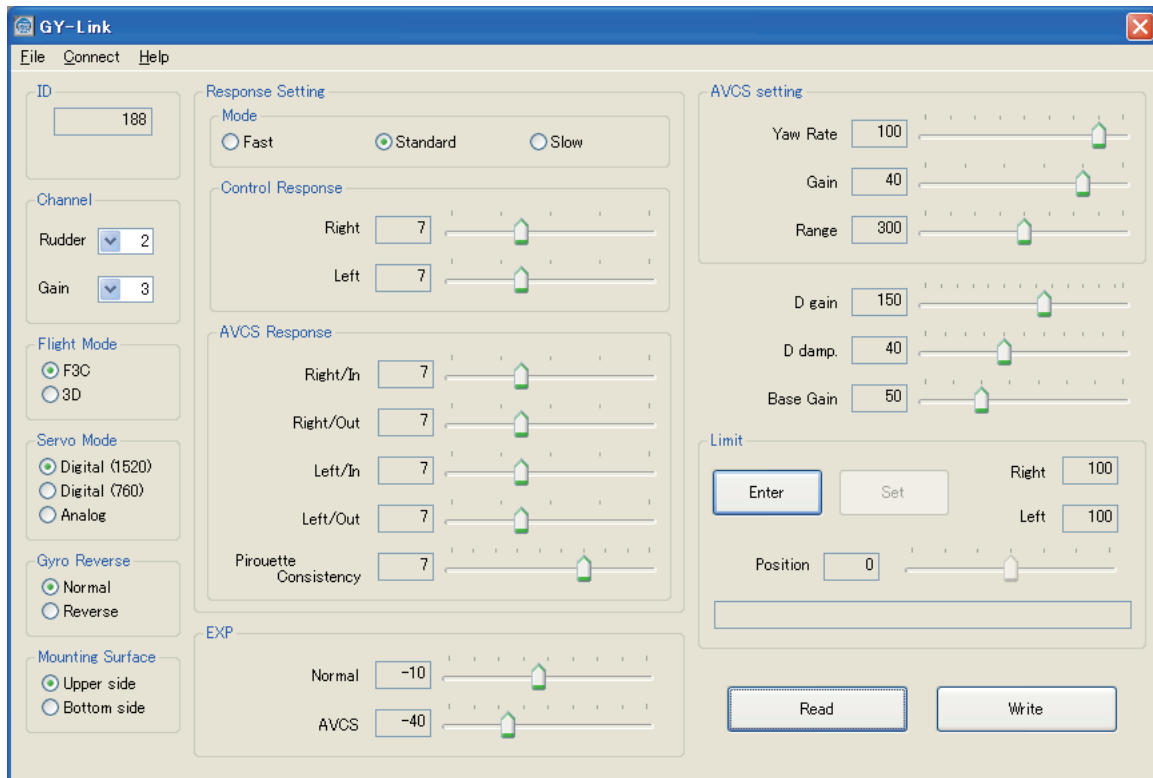 GY-Link
File Connect Help
ID
188
Channel
Rudder 2
Gain 3
Flight Mode
F3C
3D
Servo Mode
Digital (1520)
Digital (760)
Analog
Gyro Reverse
Normal
Reverse
Mounting Surface
Upper side
Bottom side
Response Setting
Mode
Fast Standard Slow
Control Response
Right 7
Left 7
AVCS Response
Right/In 7
Right/Out 7
Left/In 7
Left/Out 7
Pirouette
Consistency 7
EXP
Normal -10
AVCS -40
AVCS setting
Yaw Rate 100
Gain 40
Range 300
D gain 150
D damp. 40
Base Gain 50
Limit
Enter Set
Right 100
Left 100
Position 0
Read Write